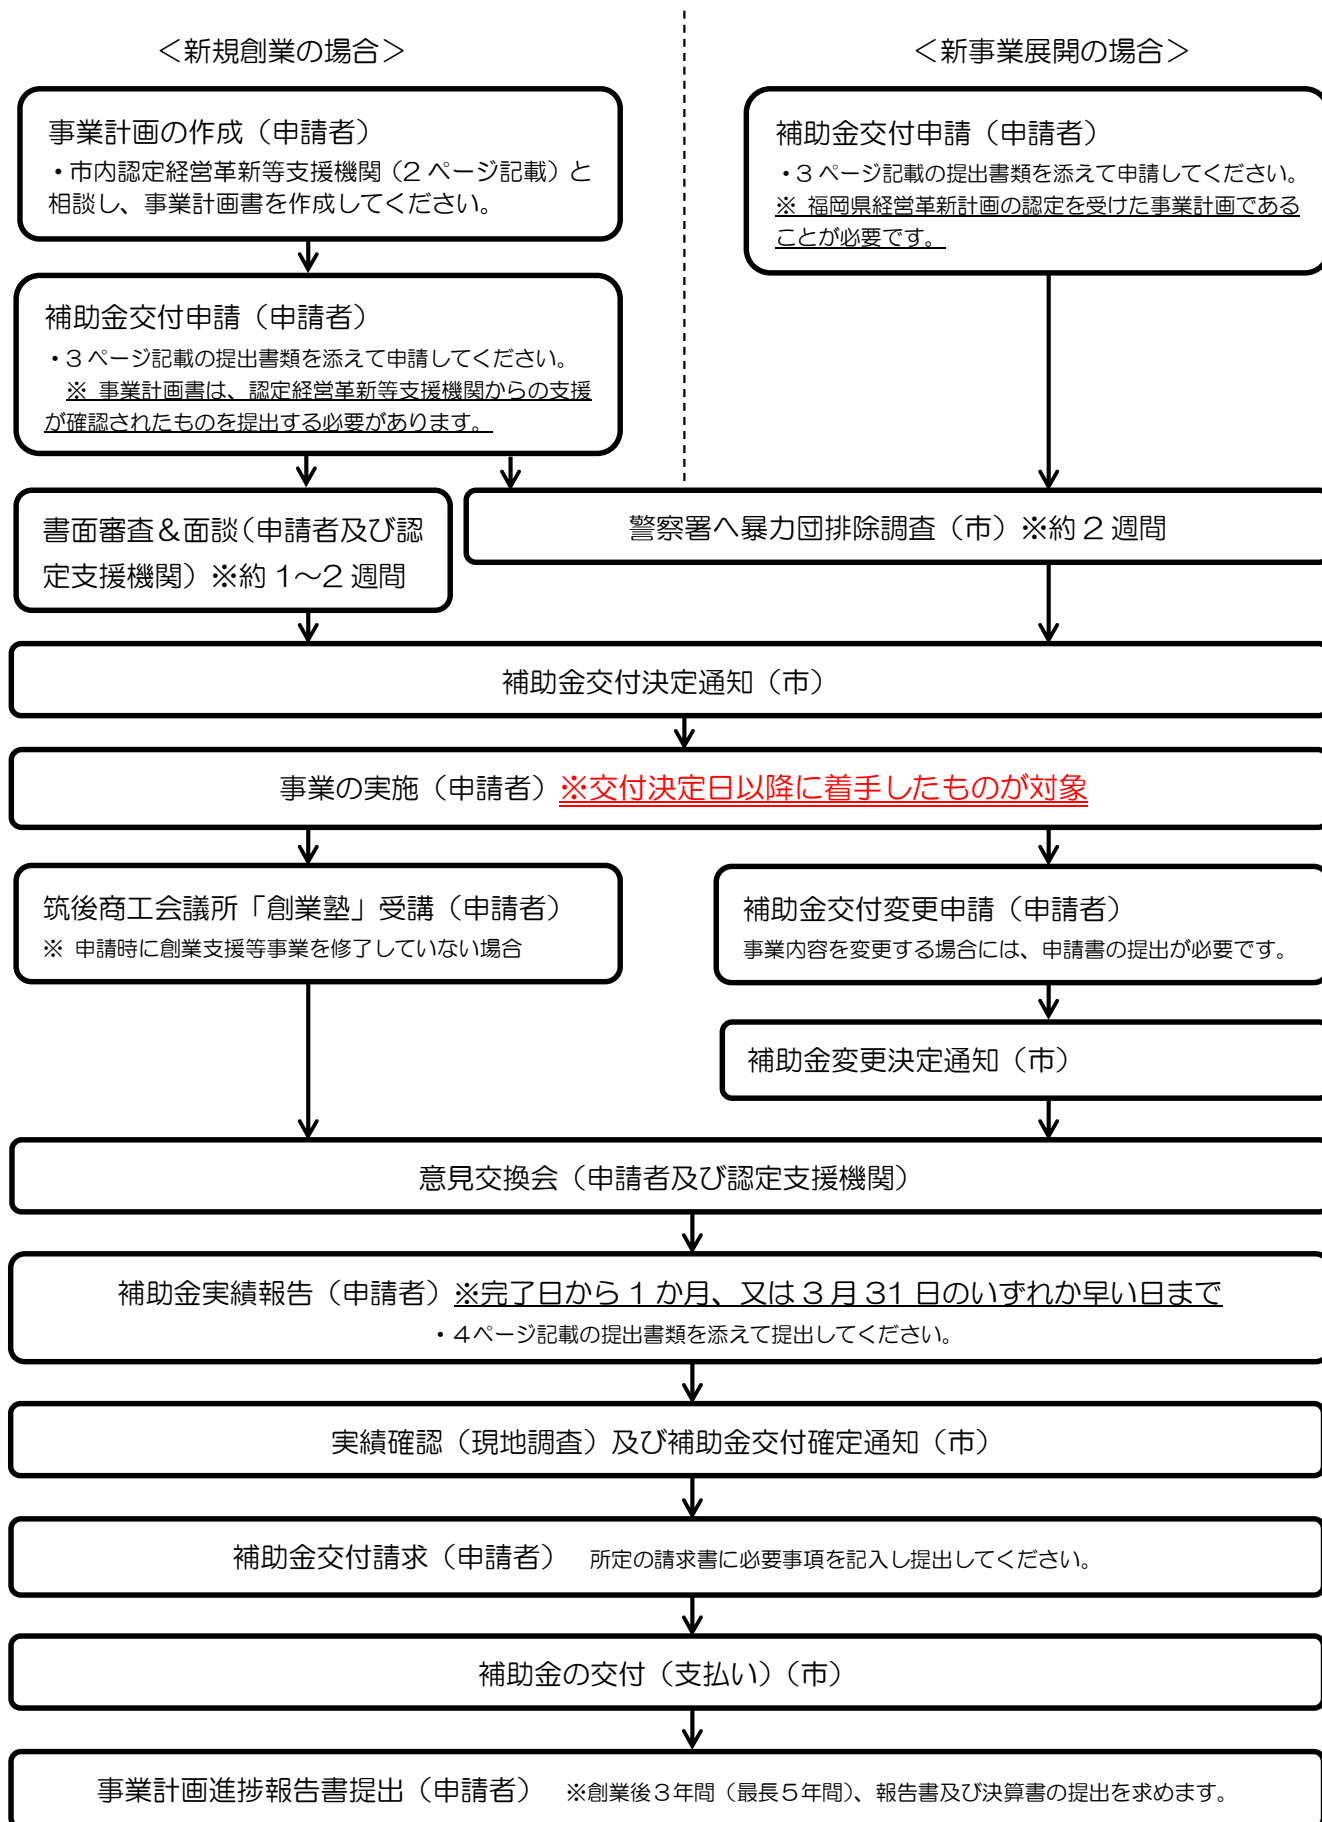 ＜新規創業の場合＞
＜新事業展開の場合＞
事業計画の作成（申請者）
・市内認定経営革新等支援機関（2 ページ記載）と
相談し、事業計画書を作成してください。
補助金交付申請（申請者）
・3 ページ記載の提出書類を添えて申請してください。
※ 福岡県経営革新計画の認定を受けた事業計画である
ことが必要です。
補助金交付申請（申請者）
・3 ページ記載の提出書類を添えて申請してください。
※ 事業計画書は、認定経営革新等支援機関からの支援
が確認されたものを提出する必要があります。
書面審査＆面談（申請者及び認
定支援機関）※約 1～2 週間
警察署へ暴力団排除調査（市）※約 2 週間
補助金交付決定通知（市）
事業の実施（申請者）※交付決定日以降に着手したものが対象
筑後商工会議所「創業塾」受講（申請者）
※ 申請時に創業支援等事業を修了していない場合
補助金交付変更申請（申請者）
事業内容を変更する場合には、申請書の提出が必要です。
補助金変更決定通知（市）
意見交換会（申請者及び認定支援機関）
補助金実績報告（申請者）※完了日から 1 か月、又は 3 月 31 日のいずれか早い日まで
・4ページ記載の提出書類を添えて提出してください。
実績確認（現地調査）及び補助金交付確定通知（市）
補助金交付請求（申請者）　所定の請求書に必要事項を記入し提出してください。
補助金の交付（支払い）（市）
事業計画進捗報告書提出（申請者）　※創業後３年間（最長５年間）、報告書及び決算書の提出を求めます。